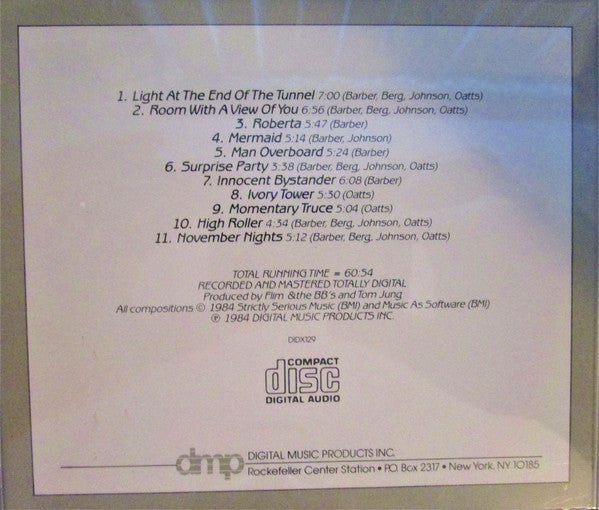 1. Light At The End Of The Tunnel 7:00 (Barber, Berg, Johnson, Oatts)
2. Room With A View Of You 6:56 (Barber, Berg, Johnson, Oatts)
3. Roberta 5:47 (Barber)
4. Mermaid 5:14 (Barber, Johnson)
5. Man Overboard 5:24 (Barber)
6. Surprise Party 3:38 (Barber, Berg, Johnson, Oatts)
7. Innocent Bystander 6:08 (Barber)
8. Ivory Tower 5:30 (Oatts)
9. Momentary Truce 5:04 (Oatts)
10. High Roller 4:34 (Barber, Berg, Johnson, Oatts)
11. November Nights 5:12 (Barber, Berg, Johnson, Oatts)
TOTAL RUNNING TIME = 60:54
RECORDED AND MASTERED TOTALLY DIGITAL
Produced by Flim & the BB's and Tom Jung
All compositions © 1984 Strictly Serious Music (BMI) and Music As Software (BMI)
℗ 1984 DIGITAL MUSIC PRODUCTS INC.
DIDX129
COMPACT
disc
DIGITAL AUDIO
dmp DIGITAL MUSIC PRODUCTS INC.
Rockefeller Center Station • P.O. Box 2317 • New York, NY 10185